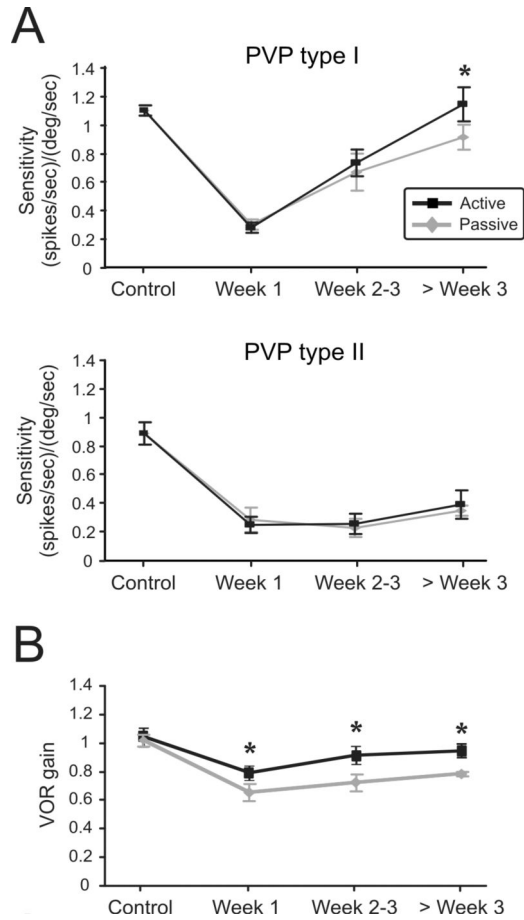 A
PVP type I
Sensitivity
(spikes/sec)/(deg/sec)
1.4
1.2
1
0.8
0.6
0.4
0.2
0
*
Active
Passive
Control Week 1 Week 2-3 > Week 3
PVP type II
Sensitivity
(spikes/sec)/(deg/sec)
1.4
1.2
1
0.8
0.6
0.4
0.2
0
Control Week 1 Week 2-3 > Week 3
B
VOR gain
1.4
1.2
1
0.8
0.6
0.4
0.2
0
* * *
Control Week 1 Week 2-3 > Week 3